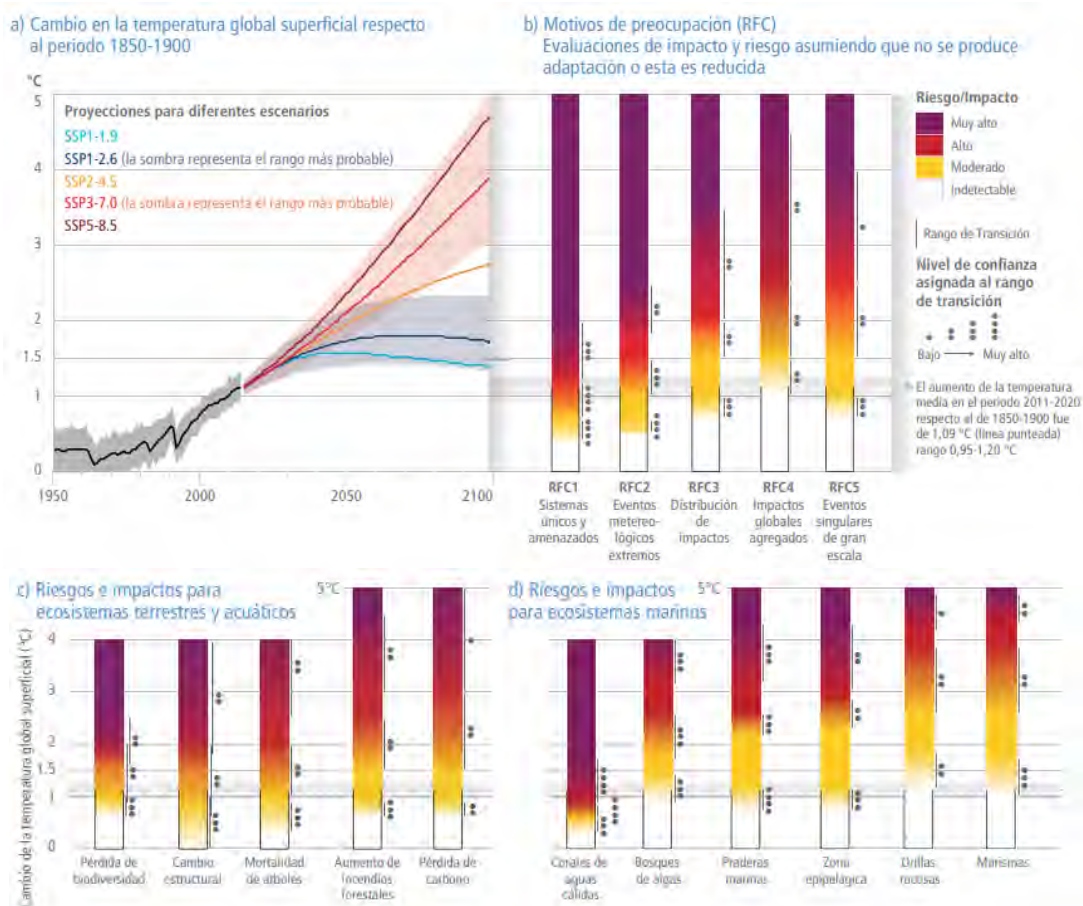 a) Cambio en la temperatura global superficial respecto
al periodo 1850-1900
°C
5
4
3
2
1.5
1
0
1950
2000
2050
2100
Proyecciones para diferentes escenarios
SSP1-1.9
SSP1-2.6 (la sombra representa el rango más probable)
SSP2-4.5
SSP3-7.0 (la sombra representa el rango más probable)
SSP5-8.5
b) Motivos de preocupación (RFC)
Evaluaciones de impacto y riesgo asumiendo que no se produce
adaptación o esta es reducida
RFC1
Sistemas
únicos y
amenazados
RFC2
Eventos
metereo-
lógicos
extremos
RFC3
Distribución
de
impactos
RFC4
Impactos
globales
agregados
RFC5
Eventos
singulares
de gran
escala
Riesgo/Impacto
Muy alto
Alto
Moderado
Indetectable
Rango de Transición
Nivel de confianza
asignada al rango
de transición
Bajo
Muy alto
El aumento de la temperatura
media en el periodo 2011-2020
respecto el de 1850-1900 fue
de 1,09 °C (línea punteada)
rango 0,95-1,20 °C
c) Riesgos e impactos para
ecosistemas terrestres y acuáticos
Cambio de la Temperatura global superficial (°C)
5°C
4
3
2
1.5
1
0
Pérdida de
biodiversidad
Cambio
estructural
Mortalidad
de árboles
Aumento de
Incendios
forestales
Pérdida de
carbono
d) Riesgos e impactos
para ecosistemas marinos
5°C
4
3
2
1.5
1
0
Corales de
aguas
cálidas
Bosques
de algas
Praderas
marinas
Zona
epipelágica
Orillas
rocosas
Marismas